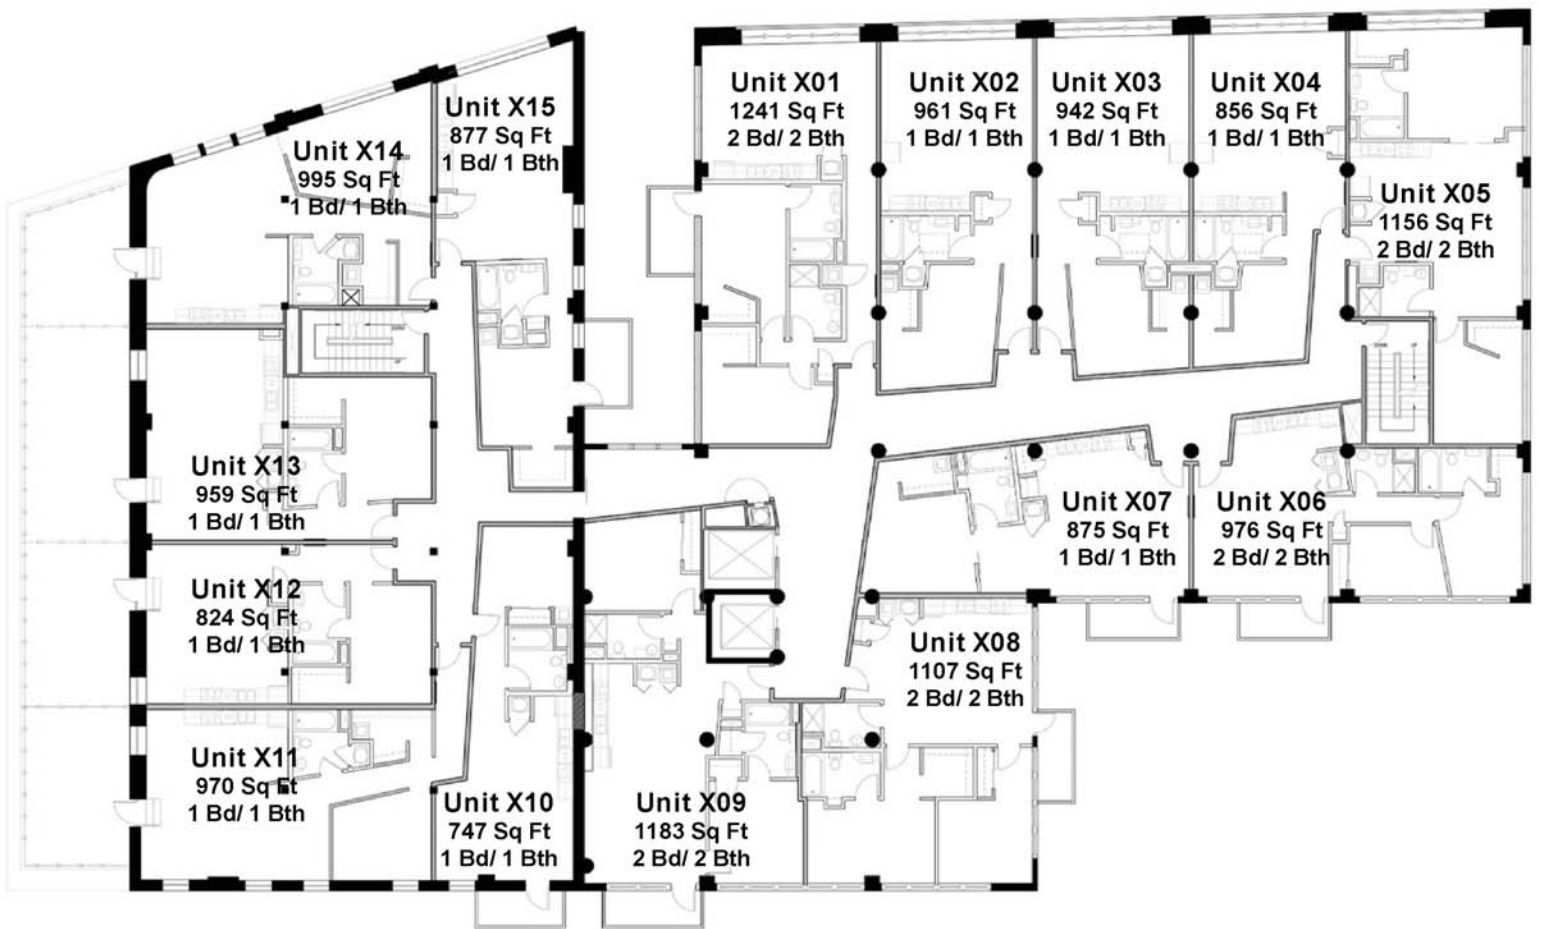 Unit X01
1241 Sq Ft
2 Bd/ 2 Bth
Unit X02
961 Sq Ft
1 Bd/ 1 Bth
Unit X03
942 Sq Ft
1 Bd/ 1 Bth
Unit X04
856 Sq Ft
1 Bd/ 1 Bth
Unit X15
877 Sq Ft
1 Bd/ 1 Bth
Unit X14
995 Sq Ft
1 Bd/ 1 Bth
Unit X05
1156 Sq Ft
2 Bd/ 2 Bth
Unit X13
959 Sq Ft
1 Bd/ 1 Bth
Unit X07
875 Sq Ft
1 Bd/ 1 Bth
Unit X06
976 Sq Ft
2 Bd/ 2 Bth
Unit X12
824 Sq Ft
1 Bd/ 1 Bth
Unit X08
1107 Sq Ft
2 Bd/ 2 Bth
Unit X11
970 Sq Ft
1 Bd/ 1 Bth
Unit X10
747 Sq Ft
1 Bd/ 1 Bth
Unit X09
1183 Sq Ft
2 Bd/ 2 Bth